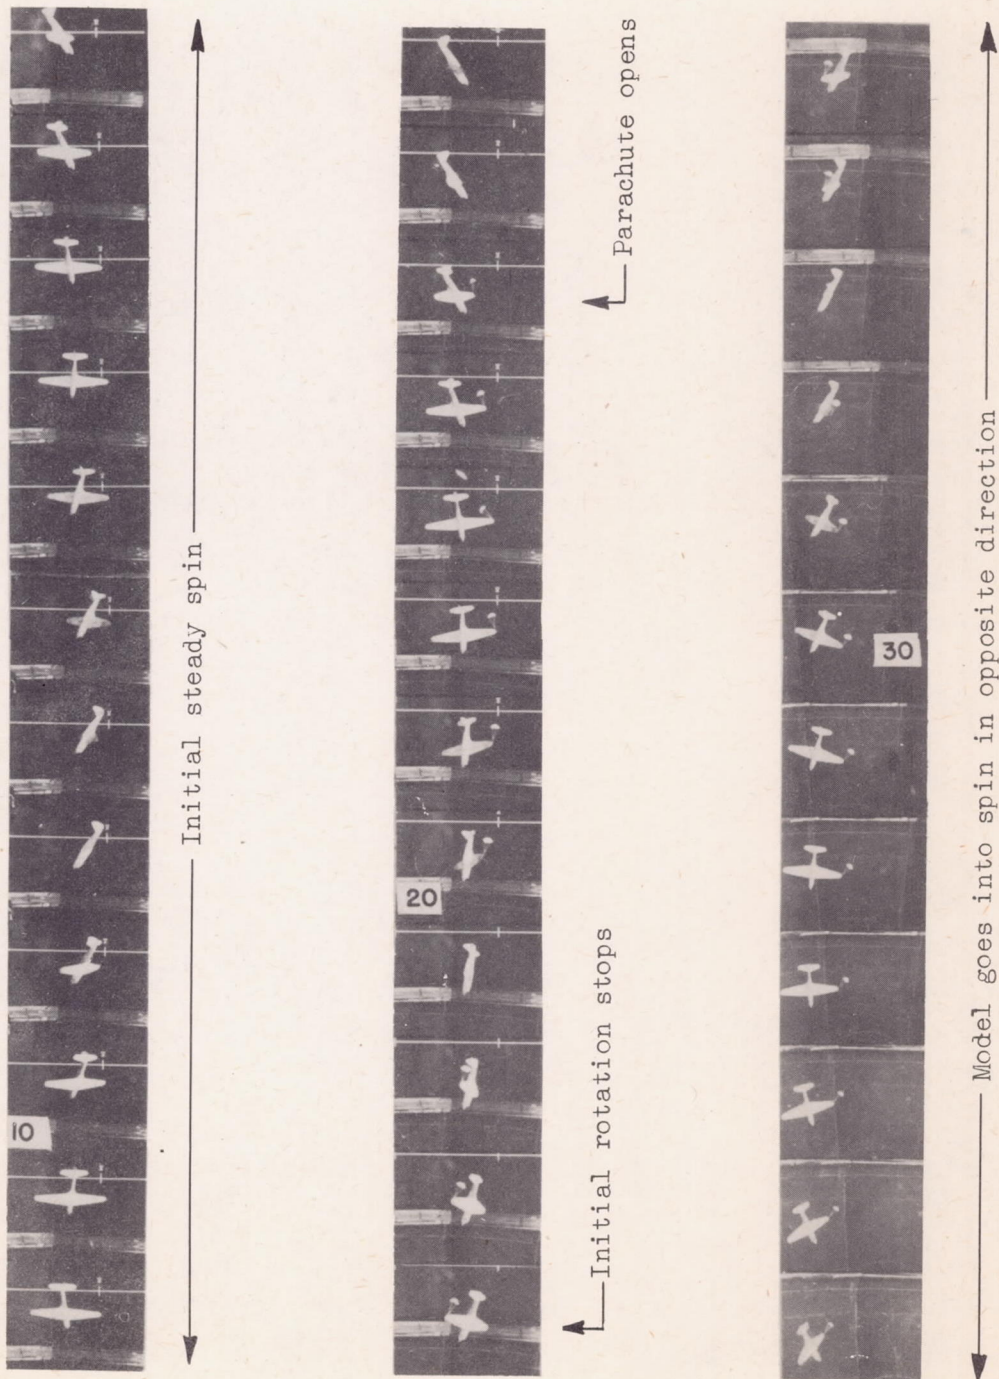 10
Initial steady spin
20
Initial rotation stops
Parachute opens
30
Model goes into spin in opposite direction